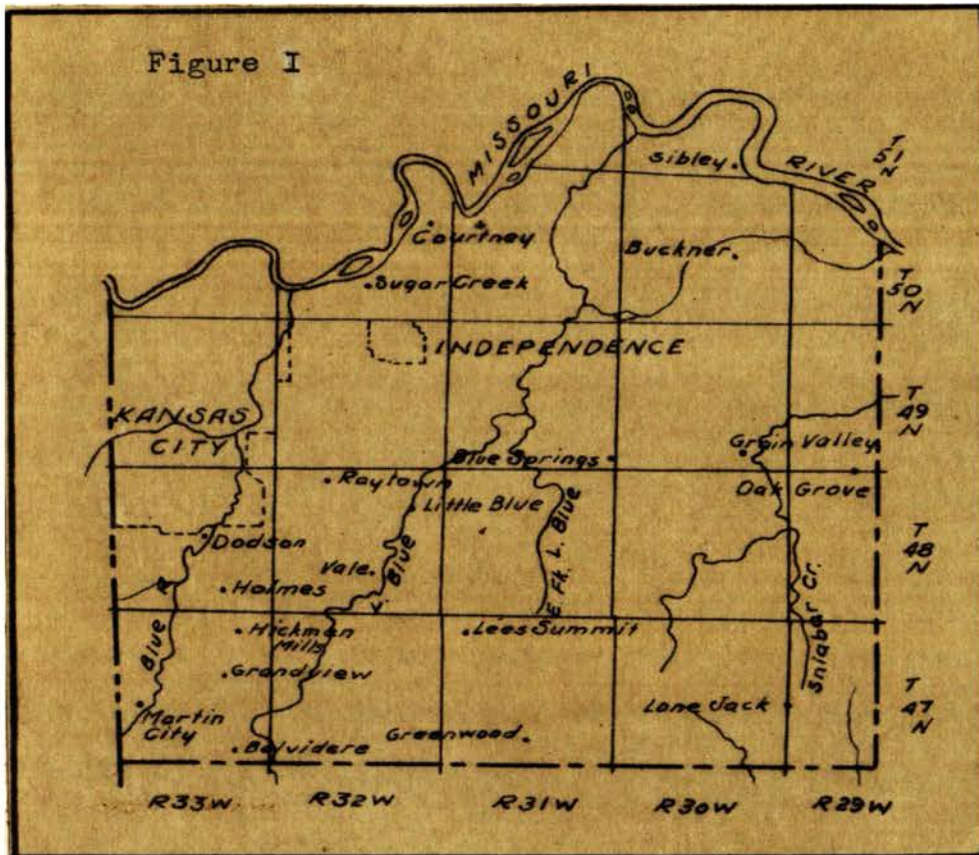 Figure I
MISSOURI
RIVER
T
51
N
Sibley
Courtney
Buckner
Sugar Creek
T
50
N
INDEPENDENCE
KANSAS
CITY
T
49
N
Grain Valley
Blue Springs
Raytown
Oak Grove
Little Blue
Dodson
Vale
L. Blue
E Fk. L. Blue
T
48
N
Holmes
Sniabar Cr.
Blue R
Hickman
Mills
Lees Summit
Grandview
Martin
City
Lone Jack
T
47
N
Greenwood
Belvidere
R33W
R32W
R31W
R30W
R29W